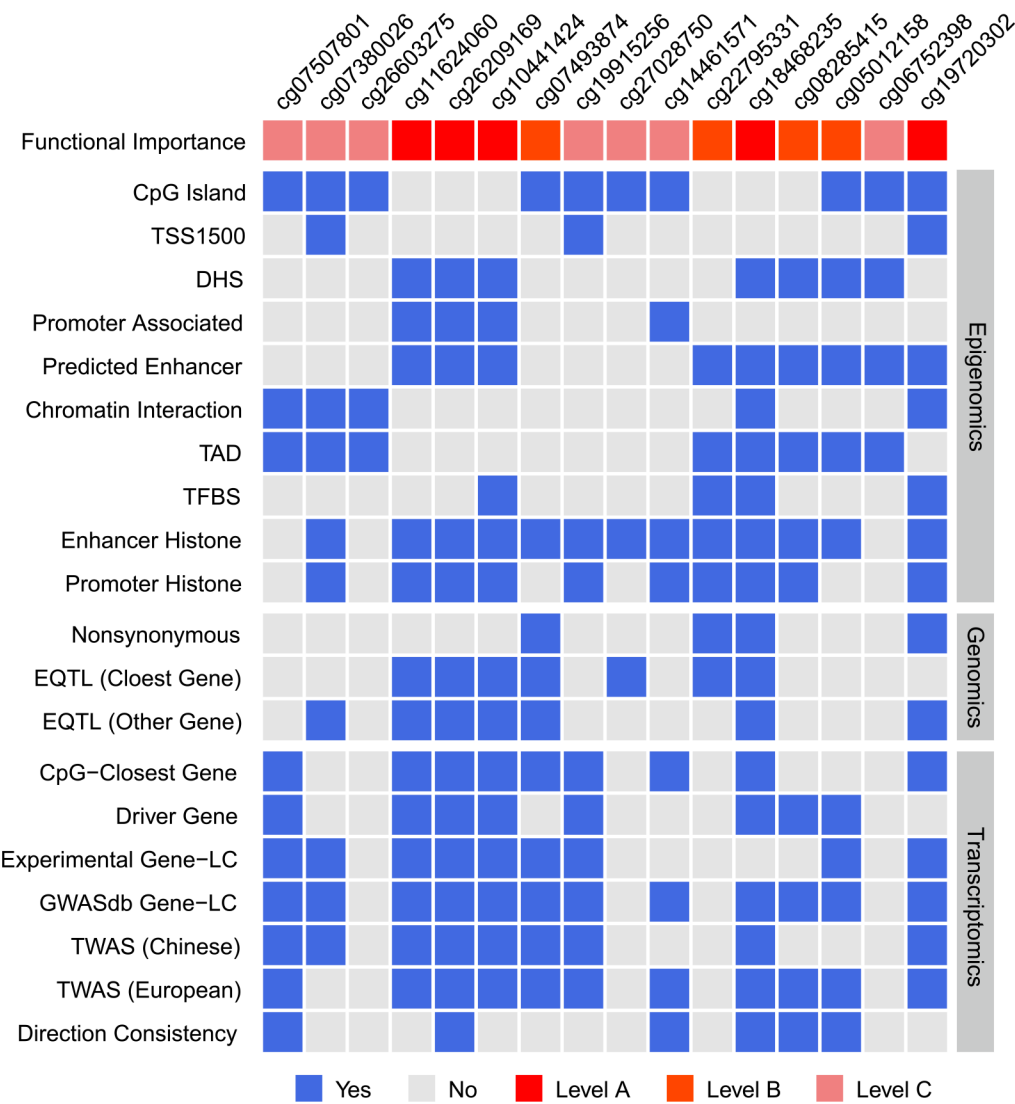 cg07507801
cg07380026
cg26603275
cg11624060
cg26209169
cg10441424
cg07493874
cg19915256
cg27028750
cg14461571
cg22795331
cg18468235
cg08285415
cg05012158
cg06752398
cg19720302
Functional Importance
CpG Island
TSS1500
DHS
Promoter Associated
Predicted Enhancer
Chromatin Interaction
TAD
TFBS
Enhancer Histone
Promoter Histone
Epigenomics
Nonsynonymous
EQTL (Cloest Gene)
EQTL (Other Gene)
Genomics
CpG−Closest Gene
Driver Gene
Experimental Gene−LC
GWASdb Gene−LC
TWAS (Chinese)
TWAS (European)
Direction Consistency
Transcriptomics
Yes No Level A Level B Level C